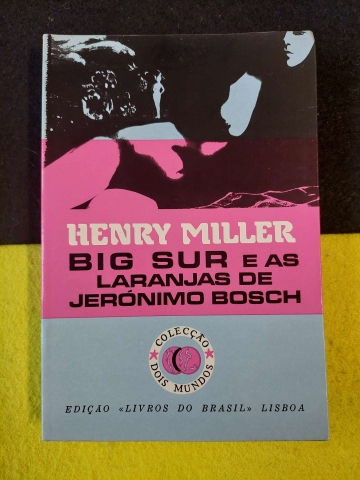 HENRY MILLER
BIG SUR E AS
LARANJAS DE
JERÓNIMO BOSCH
COLECÇÃO
DOIS MUNDOS
EDIÇÃO «LIVROS DO BRASIL» LISBOA